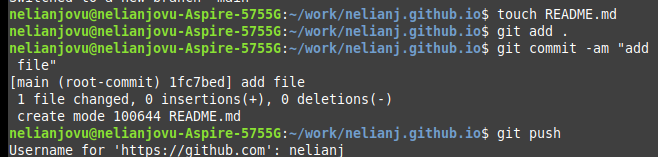 Switched to a new branch 'main'
nelianjovu@nelianjovu-Aspire-5755G:~/work/nelianj.github.io$ touch README.md
nelianjovu@nelianjovu-Aspire-5755G:~/work/nelianj.github.io$ git add .
nelianjovu@nelianjovu-Aspire-5755G:~/work/nelianj.github.io$ git commit -am "add
 file"
[main (root-commit) 1fc7bed] add file
 1 file changed, 0 insertions(+), 0 deletions(-)
 create mode 100644 README.md
nelianjovu@nelianjovu-Aspire-5755G:~/work/nelianj.github.io$ git push
Username for 'https://github.com': nelianj